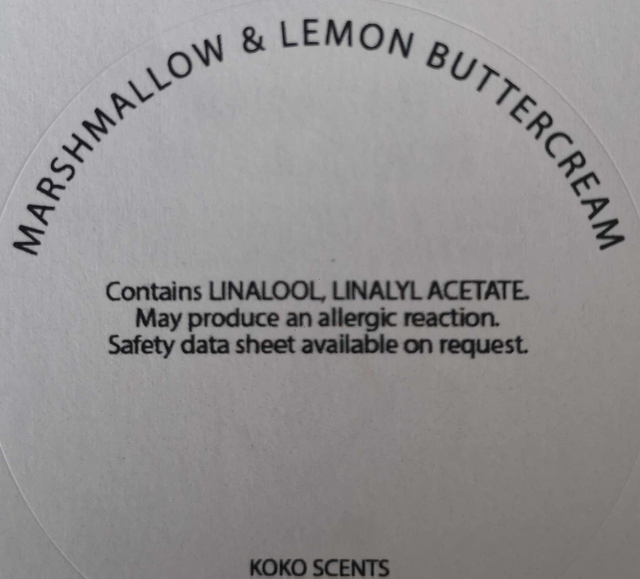 MARSHMALLOW & LEMON BUTTERCREAM
Contains LINALOOL, LINALYL ACETATE.
May produce an allergic reaction.
Safety data sheet available on request.
KOKO SCENTS